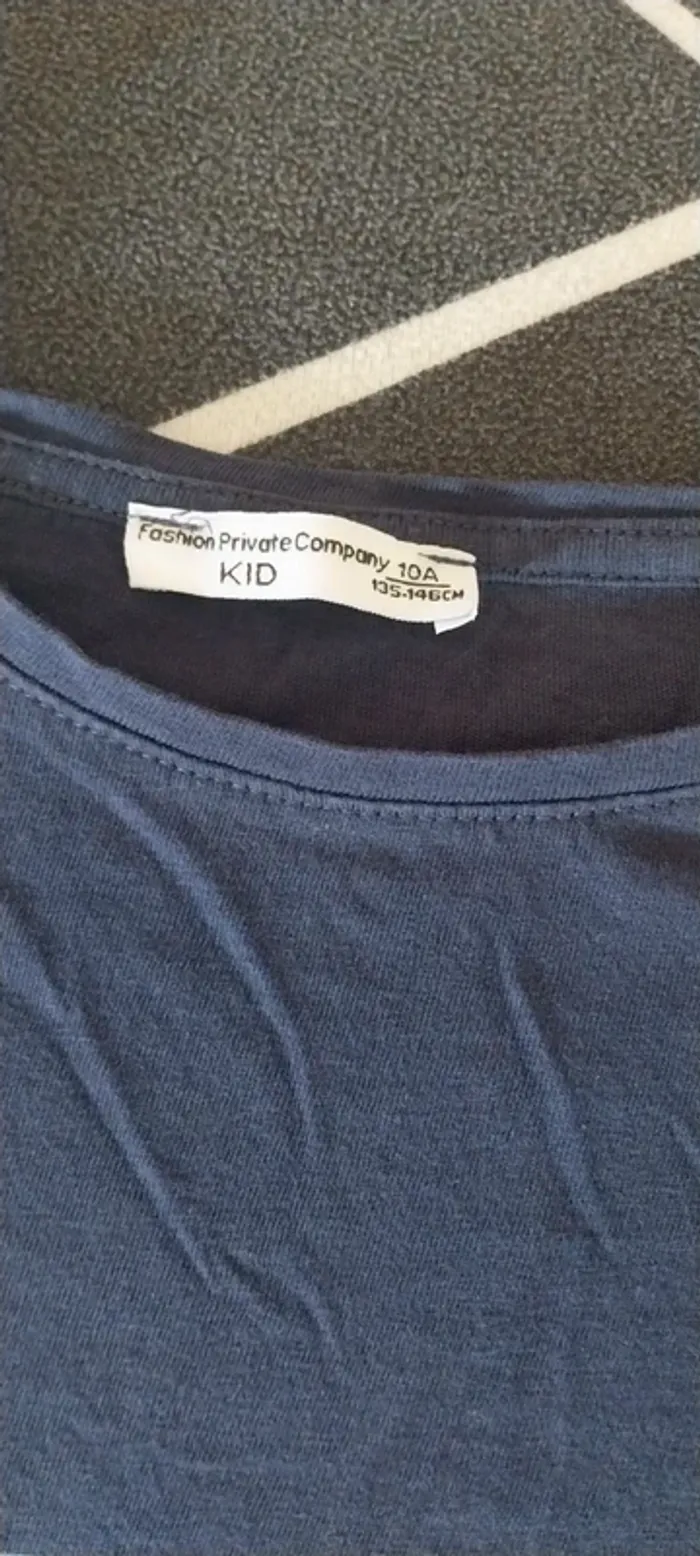 Fashion Private Company
KID
10A
135-146CM